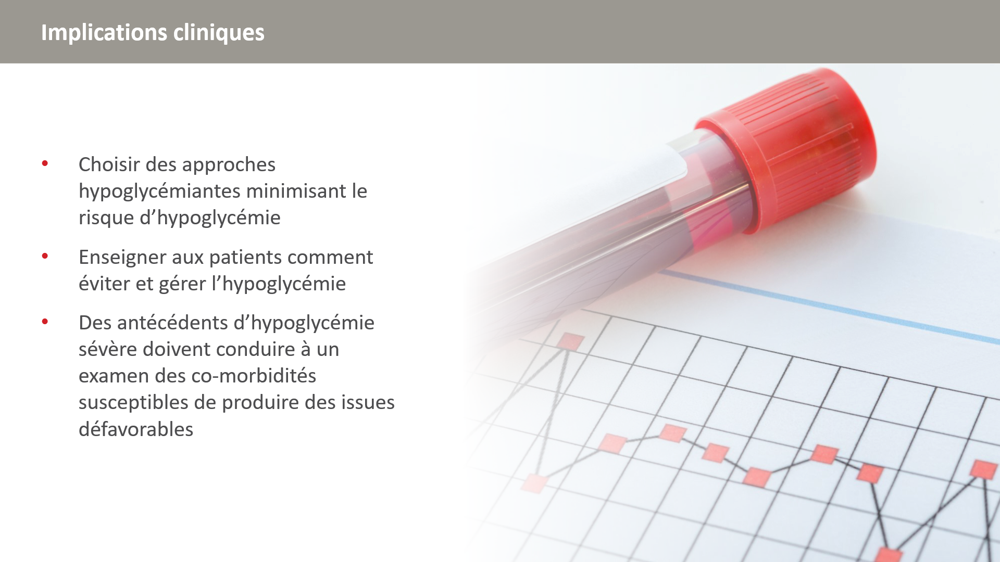 Implications cliniques
• Choisir des approches
hypoglycémiantes minimisant le
risque d’hypoglycémie
• Enseigner aux patients comment
éviter et gérer l’hypoglycémie
• Des antécédents d’hypoglycémie
sévère doivent conduire à un
examen des co-morbidités
susceptibles de produire des issues
défavorables